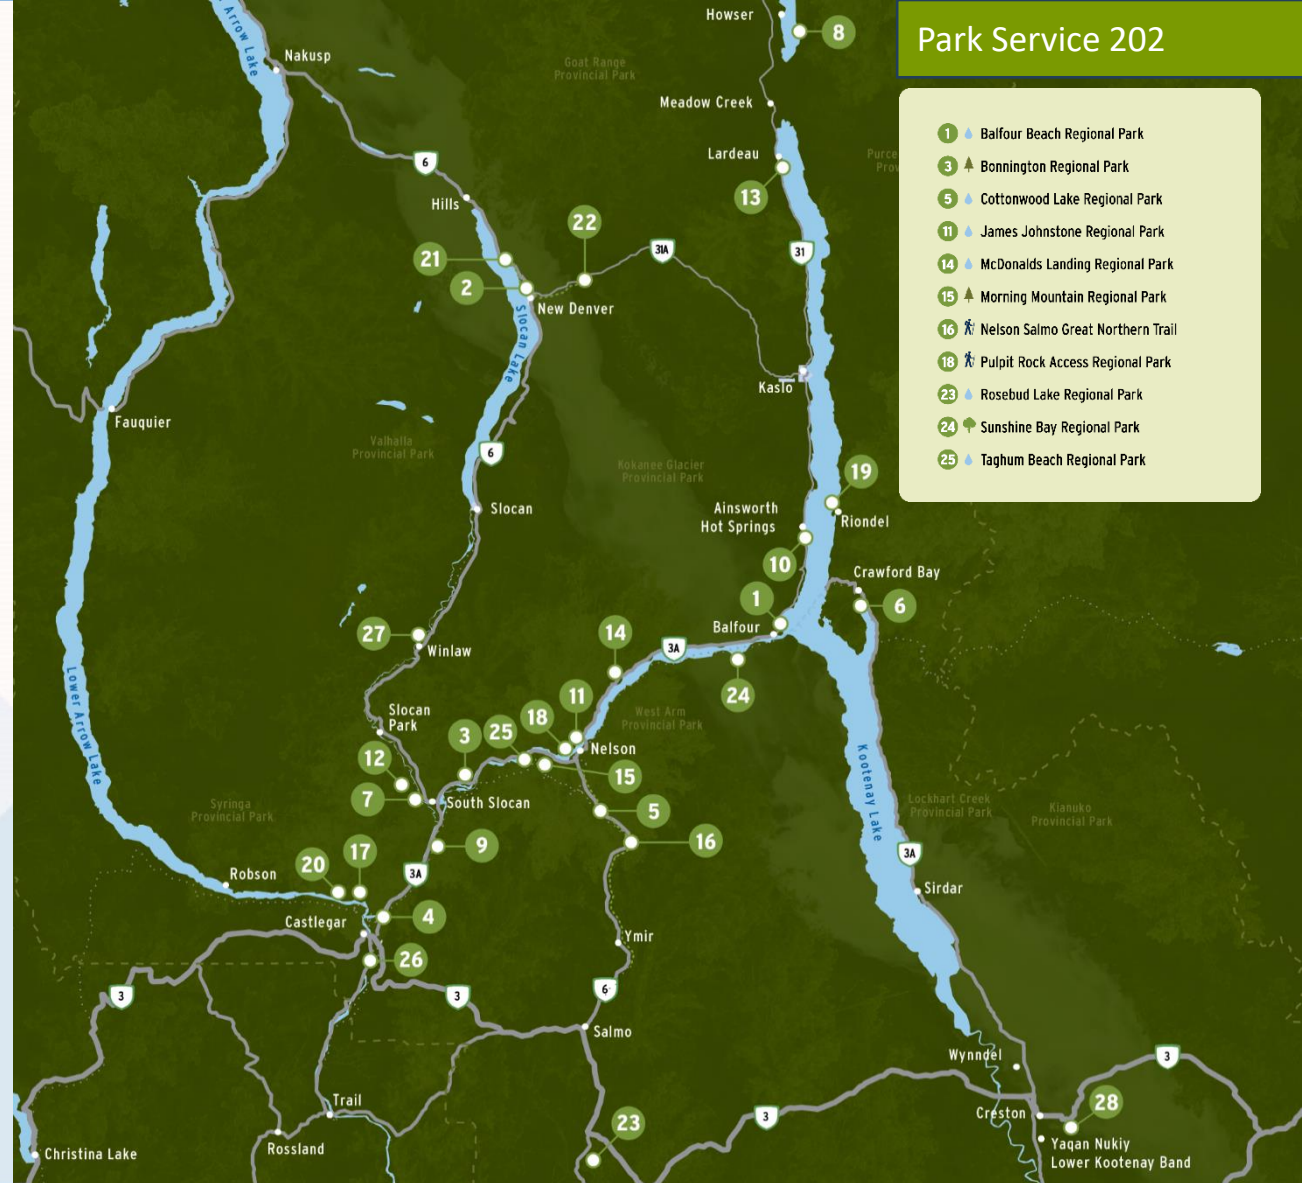 Park Service 202
1 Balfour Beach Regional Park
3 Bonnington Regional Park
5 Cottonwood Lake Regional Park
11 James Johnstone Regional Park
14 McDonalds Landing Regional Park
15 Morning Mountain Regional Park
16 Nelson Salmo Great Northern Trail
18 Pulpit Rock Access Regional Park
23 Rosebud Lake Regional Park
24 Sunshine Bay Regional Park
25 Taghum Beach Regional Park
Arrow Lake
Howser
8
Nakusp
Goat Range
Provincial Park
Meadow Creek
Lardeau
6
13
Hills
22
31A
31
21
2
New Denver
Slocan Lake
Kaslo
Fauquier
Valhalla
Provincial Park
6
Kokanee Glacier
Provincial Park
19
Slocan
Ainsworth
Hot Springs
Riondel
10
Crawford Bay
1
6
Balfour
27
Winlaw
14
3A
24
Lower Arrow Lake
Slocan
Park
11
18
West Arm
Provincial Park
3
25
Nelson
12
15
7
South Slocan
Kootenay Lake
Syringa
Provincial Park
5
Lockhart Creek
Provincial Park
Kianuko
Provincial Park
9
16
3A
20
17
3A
Robson
Sirdar
Castlegar
4
Ymir
26
3
3
6
Salmo
Wynndel
3
Trail
3
Creston
28
23
Rossland
Christina Lake
Yaqan Nukiy
Lower Kootenay Band